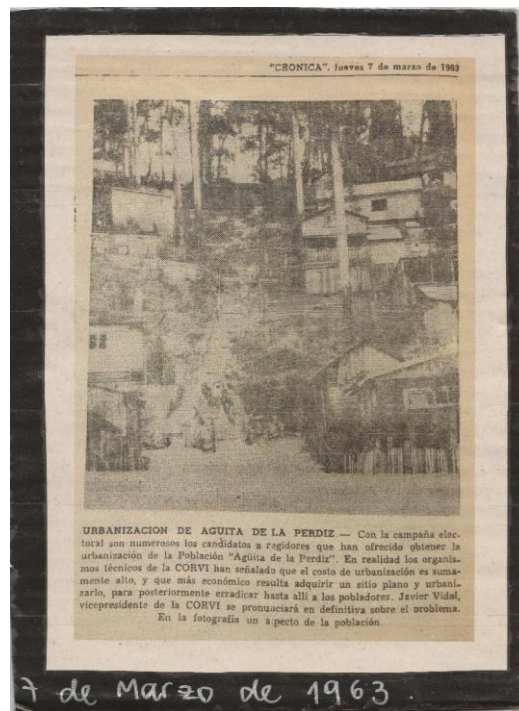 "CRONICA", jueves 7 de marzo de 1963
URBANIZACION DE AGUITA DE LA PERDIZ.— Con la campaña elec-
toral son numerosos los candidatos a regidores que han ofrecido obtener la
urbanización de la Población "Agüita de la Perdiz". En realidad los organis-
mos técnicos de la CORVI han señalado que el costo de urbanización es suma-
mente alto, y que más económico resulta adquirir un sitio plano y urbani-
zarlo, para posteriormente erradicar hasta allí a los pobladores. Javier Vidal,
vicepresidente de la CORVI se pronunciará en definitiva sobre el problema.
En la fotografía un a pecto de la población.
7 de Marzo de 1963.